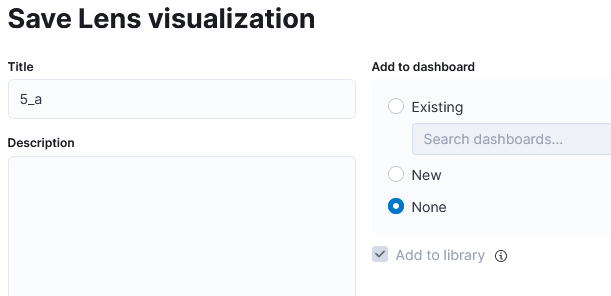 Save Lens visualization
Title
5_a
Description
Add to dashboard
Existing
Search dashboards...
New
None
Add to library